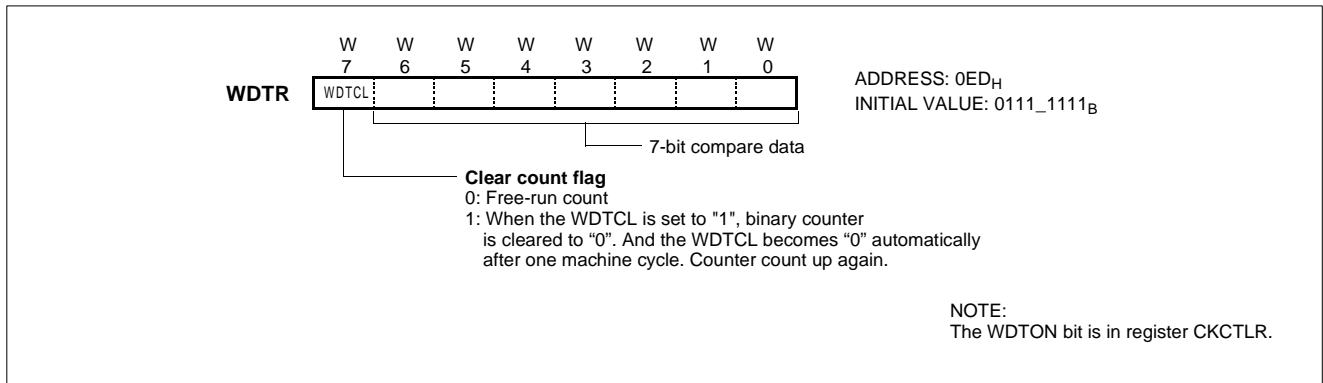 W W W W W W W W
7 6 5 4 3 2 1 0
WDTR WDTCL
ADDRESS: 0EDH
INITIAL VALUE: 0111_1111B
7-bit compare data
Clear count flag
0: Free-run count
1: When the WDTCL is set to "1", binary counter
is cleared to “0”. And the WDTCL becomes “0” automatically
after one machine cycle. Counter count up again.
NOTE:
The WDTON bit is in register CKCTLR.